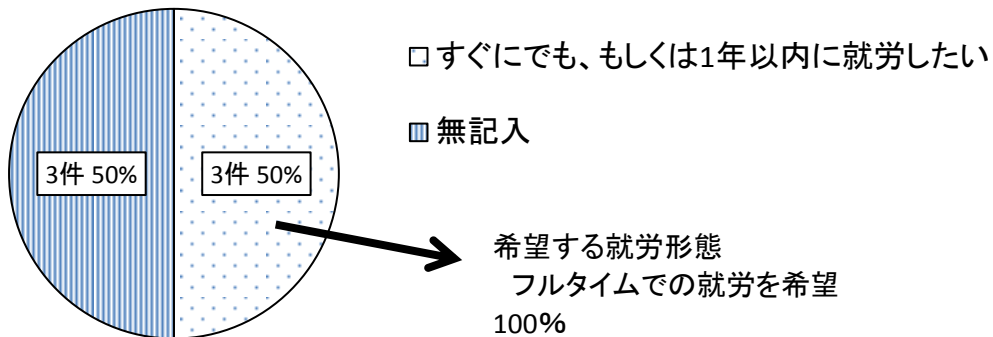 すぐにでも、もしくは1年以内に就労したい
無記入
3件 50%
3件 50%
希望する就労形態
フルタイムでの就労を希望
100%